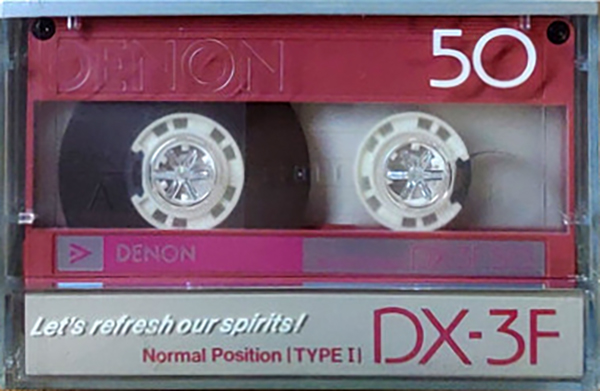 DENON
50
A
DENON
Let's refresh our spirits!
Normal Position [TYPE I]
DX-3F